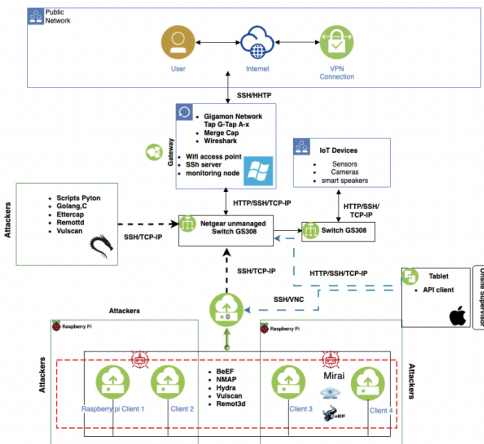 Public
Network
User
Internet
VPN
Connection
SSH/HHTP
Gigamon Network
Tap G-Tap A-x
Merge Cap
Wireshark
Wifi access point
SSh server
monitoring node
Gateway
IoT Devices
Sensors
Cameras
smart speakers
HTTP/SSH/TCP-IP
HTTP/SSH/
TCP-IP
Attackers
Scripts Pyton
Golang,C
Ettercap
Remottd
Vulscan
SSH/TCP-IP
Netgear unmanaged
Switch GS308
Switch GS308
SSH/TCP-IP
HTTP/SSH/TCP-IP
Tablet
API client
Onsite Supervisor
SSH/VNC
Attackers
Raspberry Pi
Raspberry Pi
Attackers
BeEF
NMAP
Hydra
Vulscan
Remot3d
Mirai
Attackers
Raspberry pi Client 1
Client 2
Client 3
Client 4